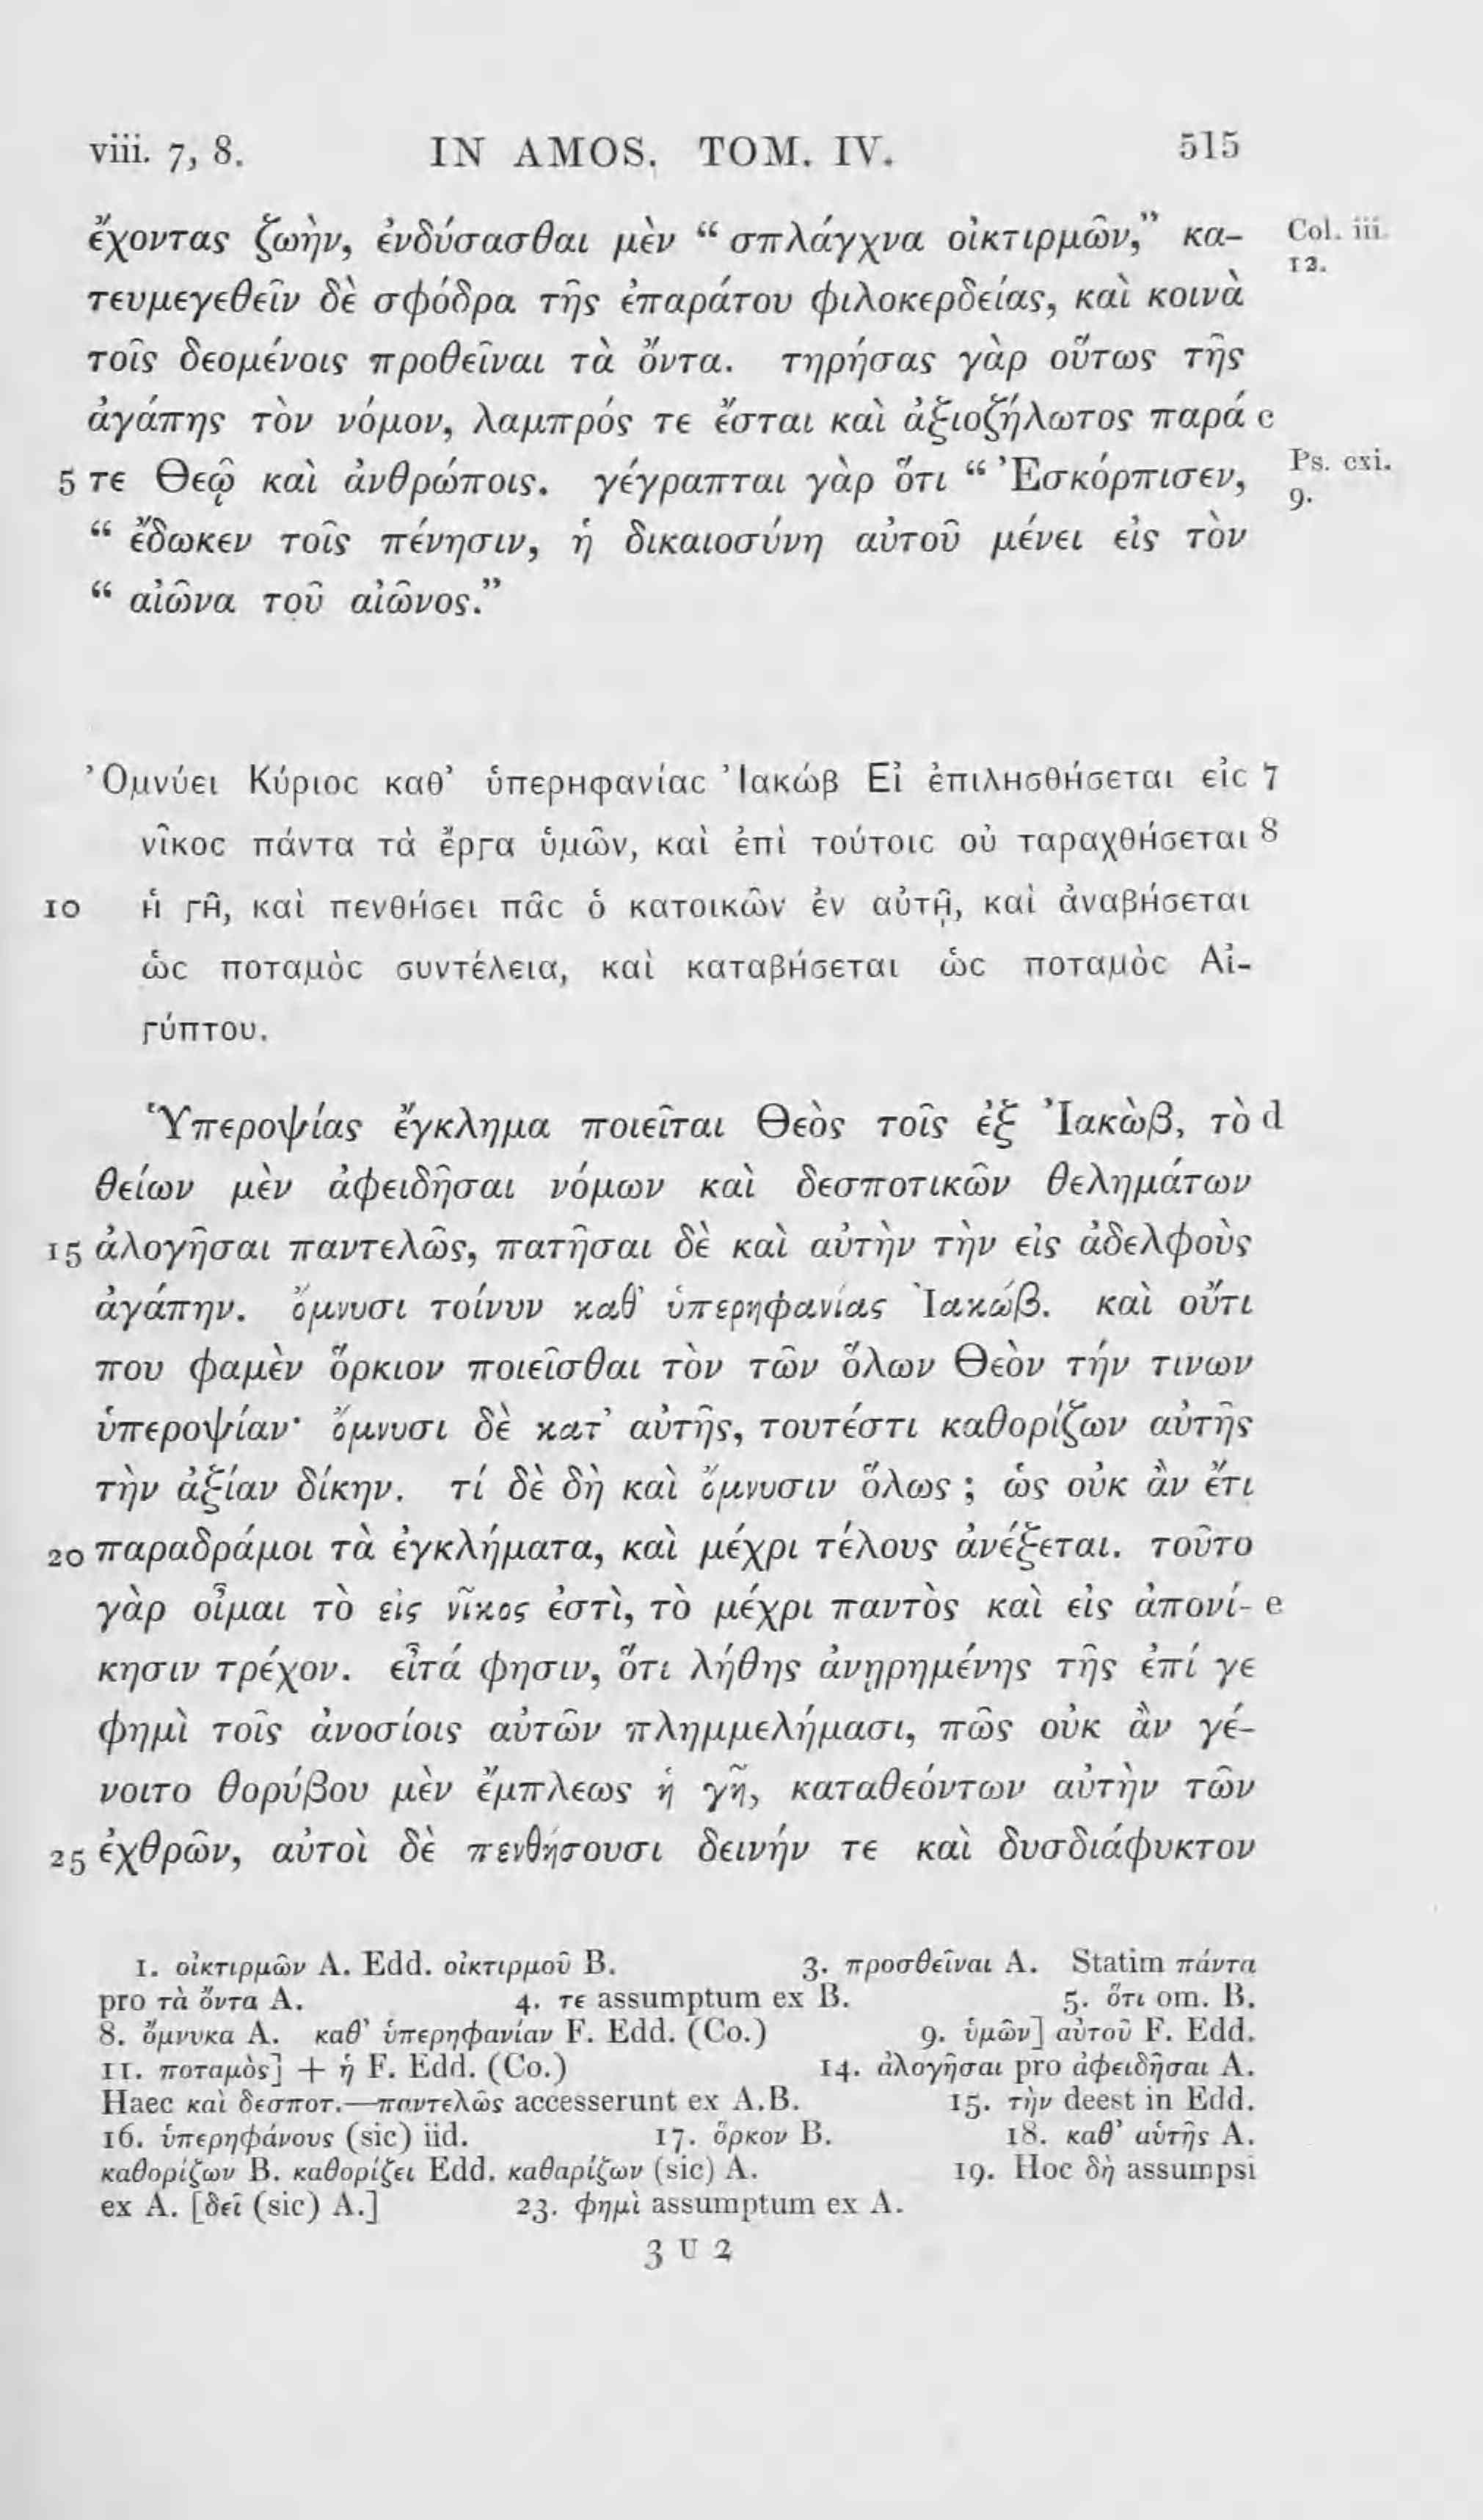 viii. 7, 8. IN AMOS. TOM. IV. 515
ἔχοντας ζωὴν, ἐνδύσασθαι μὲν “ σπλάγχνα οἰκτιρμῶν,” κα- Col. iii.
12.
τευμεγεθεῖν δὲ σφόδρα τῆς ἐπαράτου φιλοκερδείας, καὶ κοινὰ
τοῖς δεομένοις προθεῖναι τὰ ὄντα. τηρήσας γὰρ οὕτως τῆς
ἀγάπης τὸν νόμον, λαμπρός τε ἔσται καὶ ἀξιοζήλωτος παρά c
5 τε Θεῷ καὶ ἀνθρώποις. γέγραπται γὰρ ὅτι “ Ἐσκόρπισεν, Ps. cxi.
9.
“ ἔδωκεν τοῖς πένησιν, ἡ δικαιοσύνη αὐτοῦ μένει εἰς τὸν
“ αἰῶνα τοῦ αἰῶνος.”
Ὀμνύει Κύριος καθ’ ὑπερηφανίας Ἰακώβ Εἰ ἐπιλησθήσεται εἰς 7
νῖκος πάντα τὰ ἔργα ὑμῶν, καὶ ἐπὶ τούτοις οὐ ταραχθήσεται 8
10 ἡ γῆ, καὶ πενθήσει πᾶς ὁ κατοικῶν ἐν αὐτῇ, καὶ ἀναβήσεται
ὡς ποταμὸς συντέλεια, καὶ καταβήσεται ὡς ποταμὸς Αἰ-
γύπτου.
Ὑπεροψίας ἔγκλημα ποιεῖται Θεὸς τοῖς ἐξ Ἰακὼβ, τὸ d
θείων μὲν ἀφειδῆσαι νόμων καὶ δεσποτικῶν θελημάτων
15 ἀλογῆσαι παντελῶς, πατῆσαι δὲ καὶ αὐτὴν τὴν εἰς ἀδελφοὺς
ἀγάπην. ὄμνυσι τοίνυν καθ’ ὑπερηφανίας Ἰακώβ. καὶ οὔτι
που φαμὲν ὅρκιον ποιεῖσθαι τὸν τῶν ὅλων Θεὸν τήν τινων
ὑπεροψίαν· ὄμνυσι δὲ κατ’ αὐτῆς, τουτέστι καθορίζων αὐτῆς
τὴν ἀξίαν δίκην. τί δὲ δὴ καὶ ὄμνυσιν ὅλως ; ὡς οὐκ ἂν ἔτι
20 παραδράμοι τὰ ἐγκλήματα, καὶ μέχρι τέλους ἀνέξεται. τοῦτο
γὰρ οἶμαι τὸ εἰς νῖκος ἐστὶ, τὸ μέχρι παντὸς καὶ εἰς ἀπονί- e
κησιν τρέχον. εἶτά φησιν, ὅτι λήθης ἀνῃρημένης τῆς ἐπί γε
φημὶ τοῖς ἀνοσίοις αὐτῶν πλημμελήμασι, πῶς οὐκ ἂν γέ-
νοιτο θορύβου μὲν ἔμπλεως ἡ γῆ, καταθεόντων αὐτὴν τῶν
25 ἐχθρῶν, αὐτοὶ δὲ πενθήσουσι δεινήν τε καὶ δυσδιάφυκτον
1. οἰκτιρμῶν A. Edd. οἰκτιρμοῦ B. 3. προσθεῖναι A. Statim πάντα
pro τὰ ὄντα A. 4. τε assumptum ex B. 5. ὅτι om. B.
8. ὄμνυκα A. καθ’ ὑπερηφανίαν F. Edd. (Co.) 9. ὑμῶν] αὐτοῦ F. Edd.
11. ποταμὸς] + ἡ F. Edd. (Co.) 14. ἀλογῆσαι pro ἀφειδῆσαι A.
Haec καὶ δεσποτ.—παντελῶς accesserunt ex A.B. 15. τὴν deest in Edd.
16. ὑπερηφάνους (sic) iid. 17. ὅρκον B. 18. καθ’ αὑτῆς A.
καθορίζων B. καθορίζει Edd. καθαρίζων (sic) A. 19. Hoc δὴ assumpsi
ex A. [δεῖ (sic) A.] 23. φημὶ assumptum ex A.
3 U 2